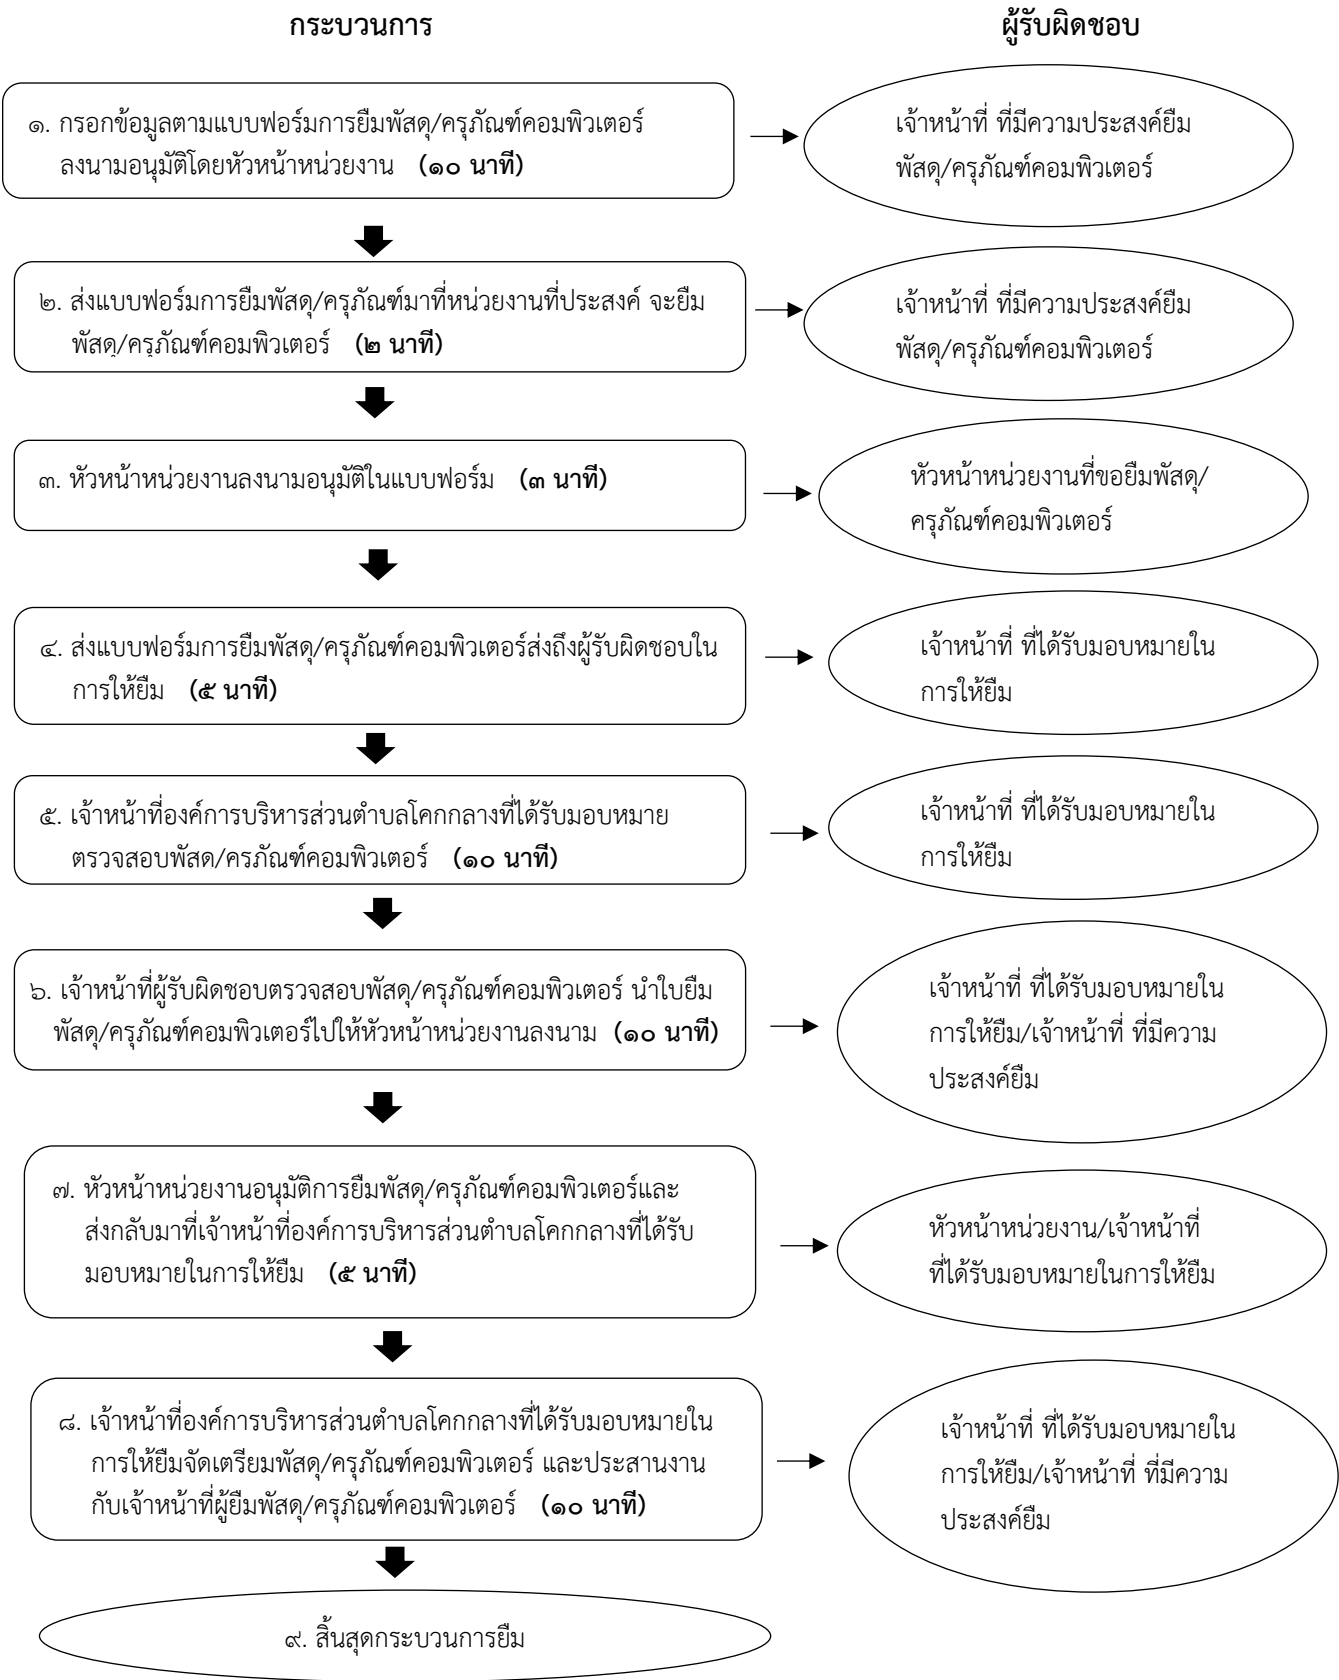 กระบวนการ
ผู้รับผิดชอบ
๑. กรอกข้อมูลตามแบบฟอร์มการยืมพัสดุ/ครุภัณฑ์คอมพิวเตอร์
ลงนามอนุมัติโดยหัวหน้าหน่วยงาน (๑๐ นาที)
เจ้าหน้าที่ ที่มีความประสงค์ยืม
พัสดุ/ครุภัณฑ์คอมพิวเตอร์
๒. ส่งแบบฟอร์มการยืมพัสดุ/ครุภัณฑ์มาที่หน่วยงานที่ประสงค์ จะยืม
พัสดุ/ครุภัณฑ์คอมพิวเตอร์ (๒ นาที)
เจ้าหน้าที่ ที่มีความประสงค์ยืม
พัสดุ/ครุภัณฑ์คอมพิวเตอร์
๓. หัวหน้าหน่วยงานลงนามอนุมัติในแบบฟอร์ม (๓ นาที)
หัวหน้าหน่วยงานที่ขอยืมพัสดุ/
ครุภัณฑ์คอมพิวเตอร์
๔. ส่งแบบฟอร์มการยืมพัสดุ/ครุภัณฑ์คอมพิวเตอร์ส่งถึงผู้รับผิดชอบใน
การให้ยืม (๕ นาที)
เจ้าหน้าที่ ที่ได้รับมอบหมายใน
การให้ยืม
๕. เจ้าหน้าที่องค์การบริหารส่วนตำบลโคกกลางที่ได้รับมอบหมาย
ตรวจสอบพัสดุ/ครุภัณฑ์คอมพิวเตอร์ (๑๐ นาที)
เจ้าหน้าที่ ที่ได้รับมอบหมายใน
การให้ยืม
๖. เจ้าหน้าที่ผู้รับผิดชอบตรวจสอบพัสดุ/ครุภัณฑ์คอมพิวเตอร์ นำใบยืม
พัสดุ/ครุภัณฑ์คอมพิวเตอร์ไปให้หัวหน้าหน่วยงานลงนาม (๑๐ นาที)
เจ้าหน้าที่ ที่ได้รับมอบหมายใน
การให้ยืม/เจ้าหน้าที่ ที่มีความ
ประสงค์ยืม
๗. หัวหน้าหน่วยงานอนุมัติการยืมพัสดุ/ครุภัณฑ์คอมพิวเตอร์และ
ส่งกลับมาที่เจ้าหน้าที่องค์การบริหารส่วนตำบลโคกกลางที่ได้รับ
มอบหมายในการให้ยืม (๕ นาที)
หัวหน้าหน่วยงาน/เจ้าหน้าที่
ที่ได้รับมอบหมายในการให้ยืม
๘. เจ้าหน้าที่องค์การบริหารส่วนตำบลโคกกลางที่ได้รับมอบหมายใน
การให้ยืมจัดเตรียมพัสดุ/ครุภัณฑ์คอมพิวเตอร์ และประสานงาน
กับเจ้าหน้าที่ผู้ยืมพัสดุ/ครุภัณฑ์คอมพิวเตอร์ (๑๐ นาที)
เจ้าหน้าที่ ที่ได้รับมอบหมายใน
การให้ยืม/เจ้าหน้าที่ ที่มีความ
ประสงค์ยืม
๙. สิ้นสุดกระบวนการยืม